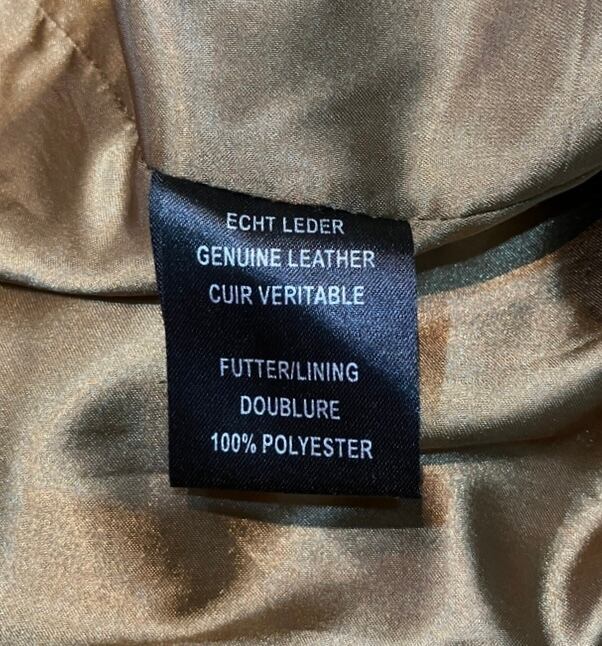 ECHT LEDER
GENUINE LEATHER
CUIR VERITABLE
FUTTER/LINING
DOUBLURE
100% POLYESTER